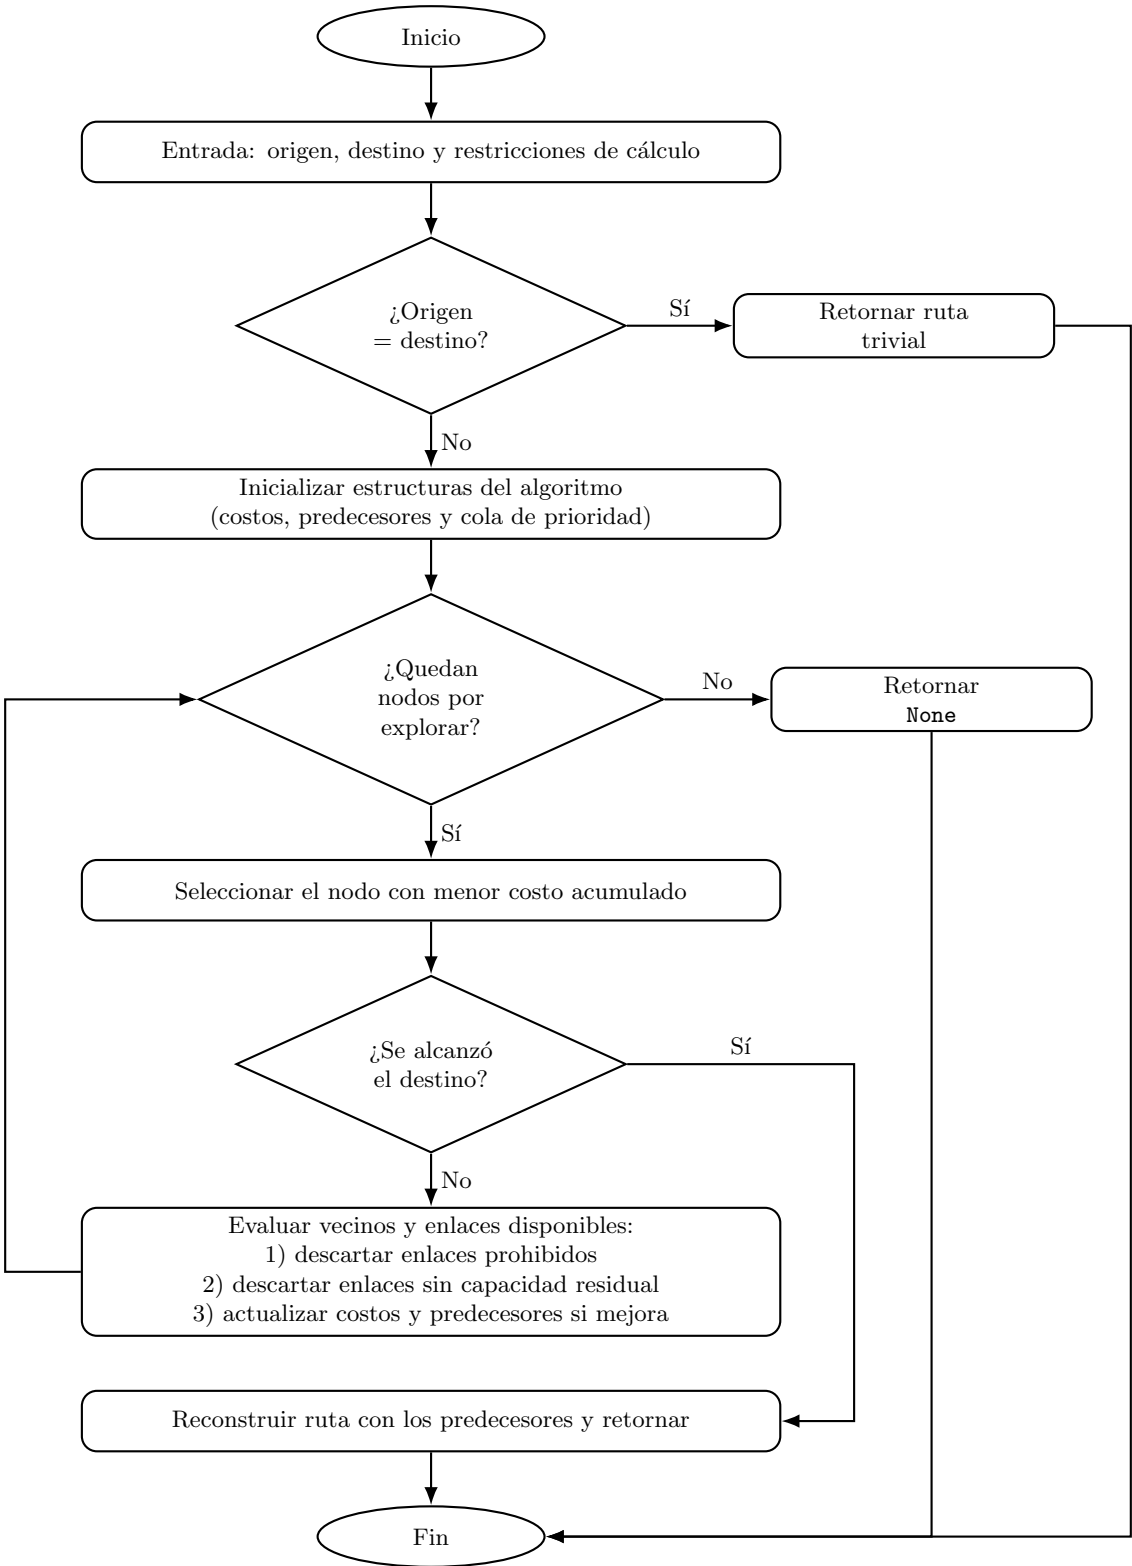 Inicio
Entrada: origen, destino y restricciones de cálculo
¿Origen
= destino?
Sí
Retornar ruta
trivial
No
Inicializar estructuras del algoritmo
(costos, predecesores y cola de prioridad)
¿Quedan
nodos por
explorar?
No
Retornar
None
Sí
Seleccionar el nodo con menor costo acumulado
¿Se alcanzó
el destino?
Sí
No
Evaluar vecinos y enlaces disponibles:
1) descartar enlaces prohibidos
2) descartar enlaces sin capacidad residual
3) actualizar costos y predecesores si mejora
Reconstruir ruta con los predecesores y retornar
Fin